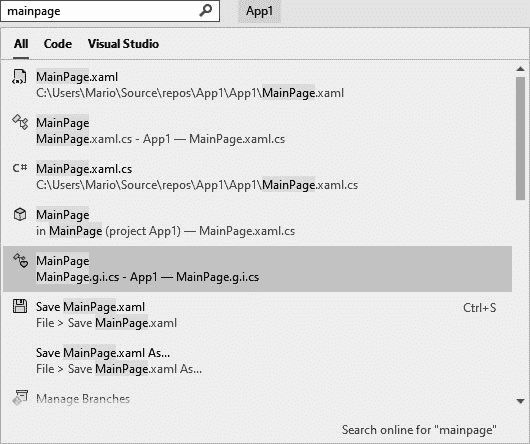 mainpage App1
All Code Visual Studio
MainPage.xaml
C:\Users\Mario\Source\repos\App1\App1\MainPage.xaml
MainPage
MainPage.xaml.cs - App1 — MainPage.xaml.cs
C# MainPage.xaml.cs
C:\Users\Mario\Source\repos\App1\App1\MainPage.xaml.cs
MainPage
in MainPage (project App1) — MainPage.xaml.cs
MainPage
MainPage.g.i.cs - App1 — MainPage.g.i.cs
Save MainPage.xaml Ctrl+S
File > Save MainPage.xaml
Save MainPage.xaml As...
File > Save MainPage.xaml As...
Manage Branches
Search online for "mainpage"